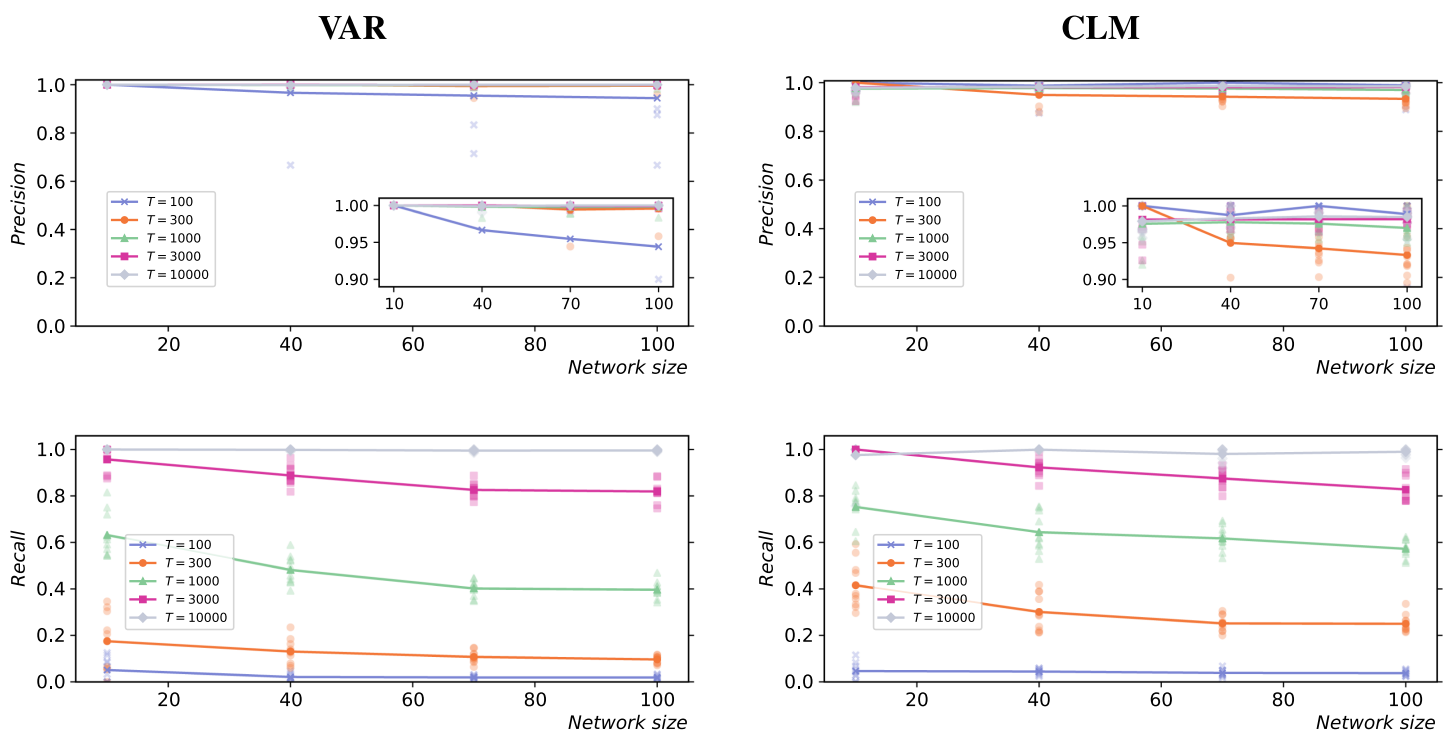 VAR
CLM
1.0
0.8
0.6
0.4
0.2
0.0
Precision
T = 100
T = 300
T = 1000
T = 3000
T = 10000
1.00
0.95
0.90
10 40 70 100
20 40 60 80 100
Network size
1.0
0.8
0.6
0.4
0.2
0.0
Precision
T = 100
T = 300
T = 1000
T = 3000
T = 10000
1.00
0.95
0.90
10 40 70 100
20 40 60 80 100
Network size
1.0
0.8
0.6
0.4
0.2
0.0
Recall
T = 100
T = 300
T = 1000
T = 3000
T = 10000
20 40 60 80 100
Network size
1.0
0.8
0.6
0.4
0.2
0.0
Recall
T = 100
T = 300
T = 1000
T = 3000
T = 10000
20 40 60 80 100
Network size